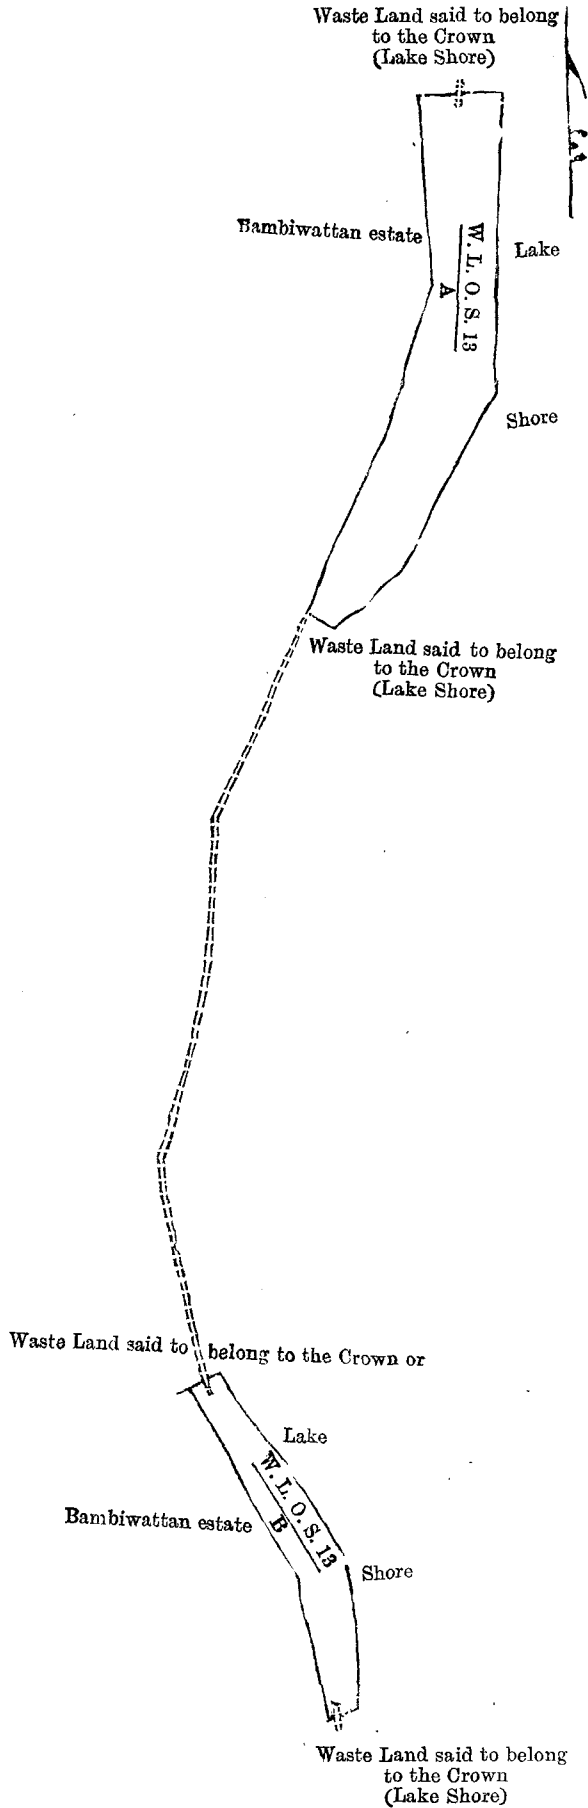 Waste Land said to belong
to the Crown
(Lake Shore)
Bambiwattan estate
W. L. O. S. 13
A
Lake
Shore
Waste Land said to belong
to the Crown
(Lake Shore)
Waste Land said to belong to the Crown or
Lake
W. L. O. S. 13
B
Bambiwattan estate
Shore
Waste Land said to belong
to the Crown
(Lake Shore)